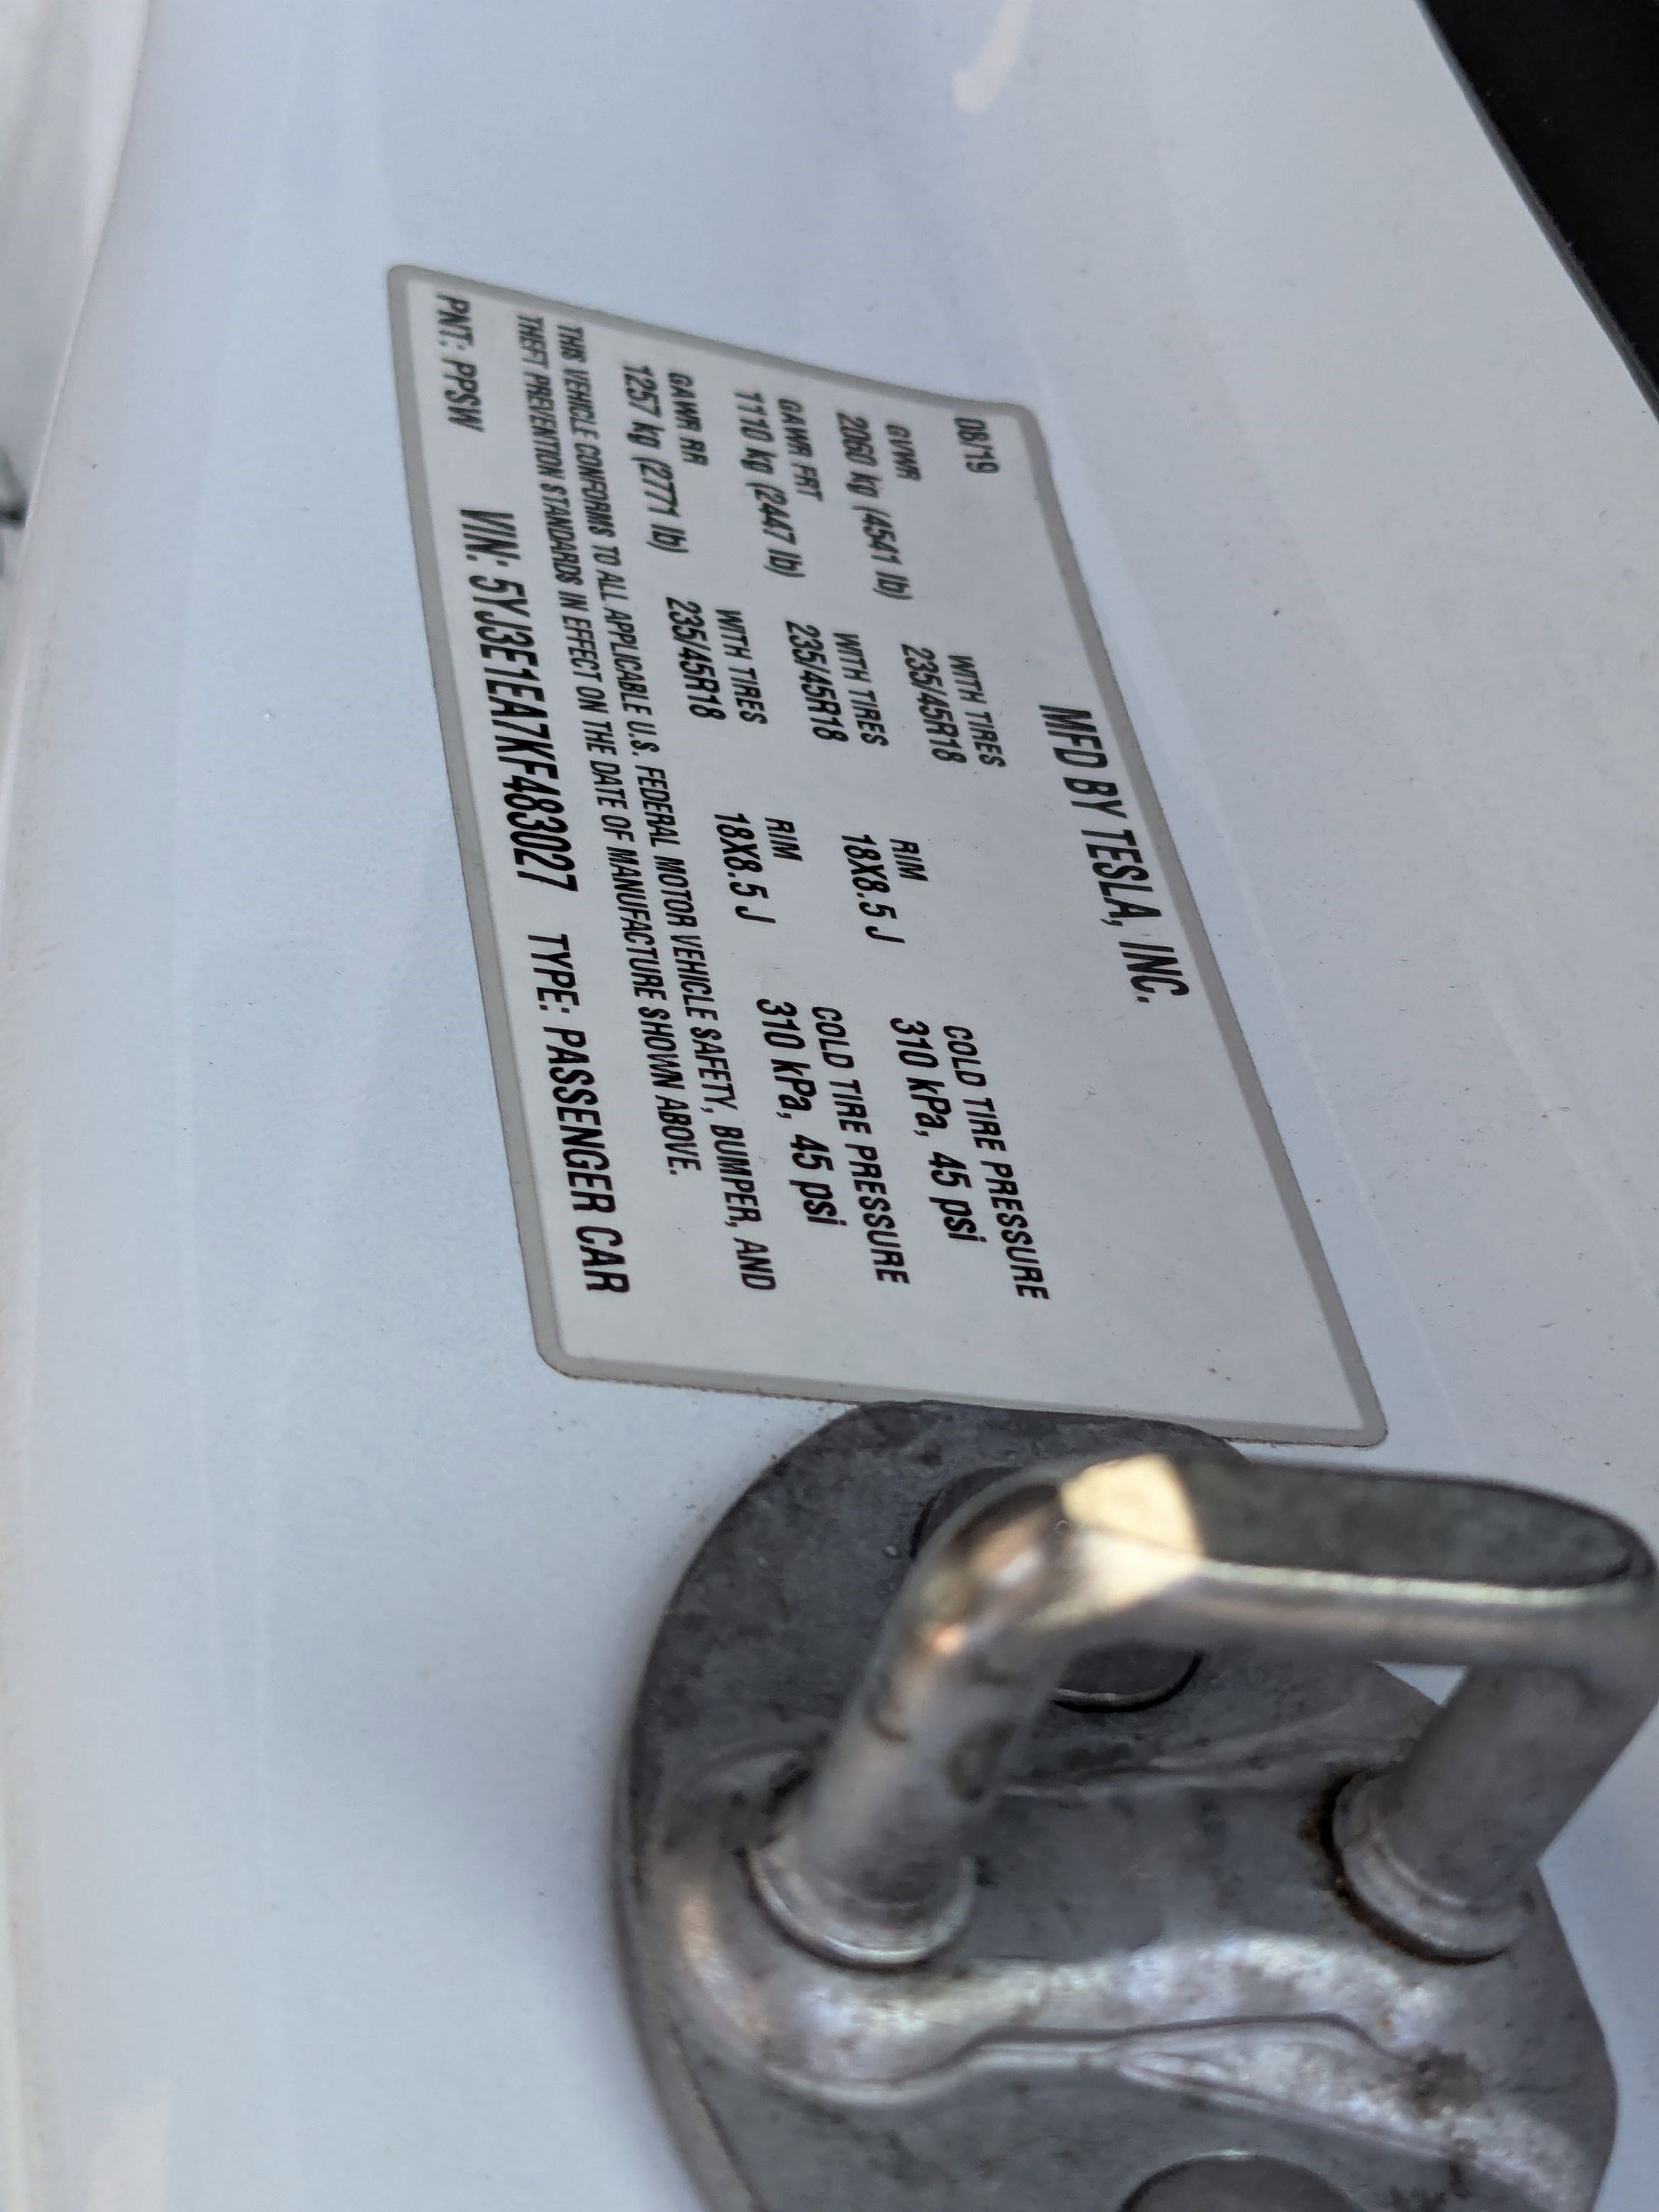 MFD BY TESLA, INC.
08/19
GVWR WITH TIRES
2060 kg (4541 lb) 235/45R18
GAWR FRT WITH TIRES RIM COLD TIRE PRESSURE
1110 kg (2447 lb) 235/45R18 18X8.5 J 310 kPa, 45 psi
GAWR RR WITH TIRES RIM COLD TIRE PRESSURE
1257 kg (2771 lb) 235/45R18 18X8.5 J 310 kPa, 45 psi
THIS VEHICLE CONFORMS TO ALL APPLICABLE U.S. FEDERAL MOTOR VEHICLE SAFETY, BUMPER, AND
THEFT PREVENTION STANDARDS IN EFFECT ON THE DATE OF MANUFACTURE SHOWN ABOVE.
PNT: PPSW VIN: 5YJ3E1EA7KF483027 TYPE: PASSENGER CAR